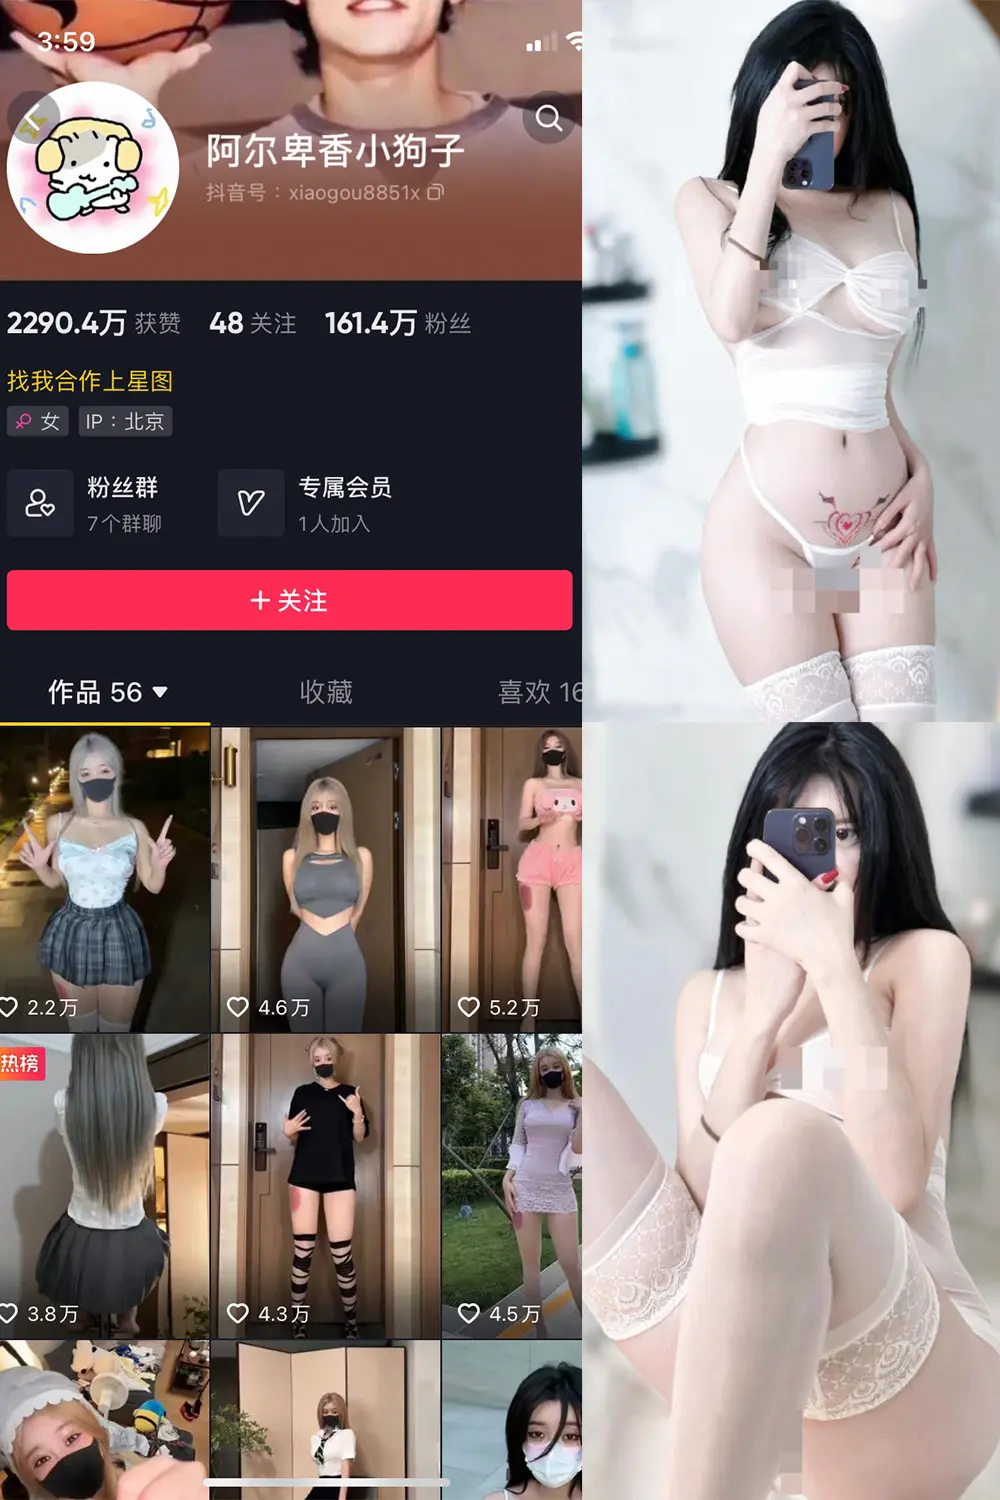 3:59
阿尔卑香小狗子
抖音号：xiaogou8851x
2290.4万 获赞 48 关注 161.4万 粉丝
找我合作上星图
女 IP：北京
粉丝群 专属会员
7个群聊 1人加入
+ 关注
作品 56 收藏 喜欢 16
2.2万 4.6万 5.2万
热榜
3.8万 4.3万 4.5万